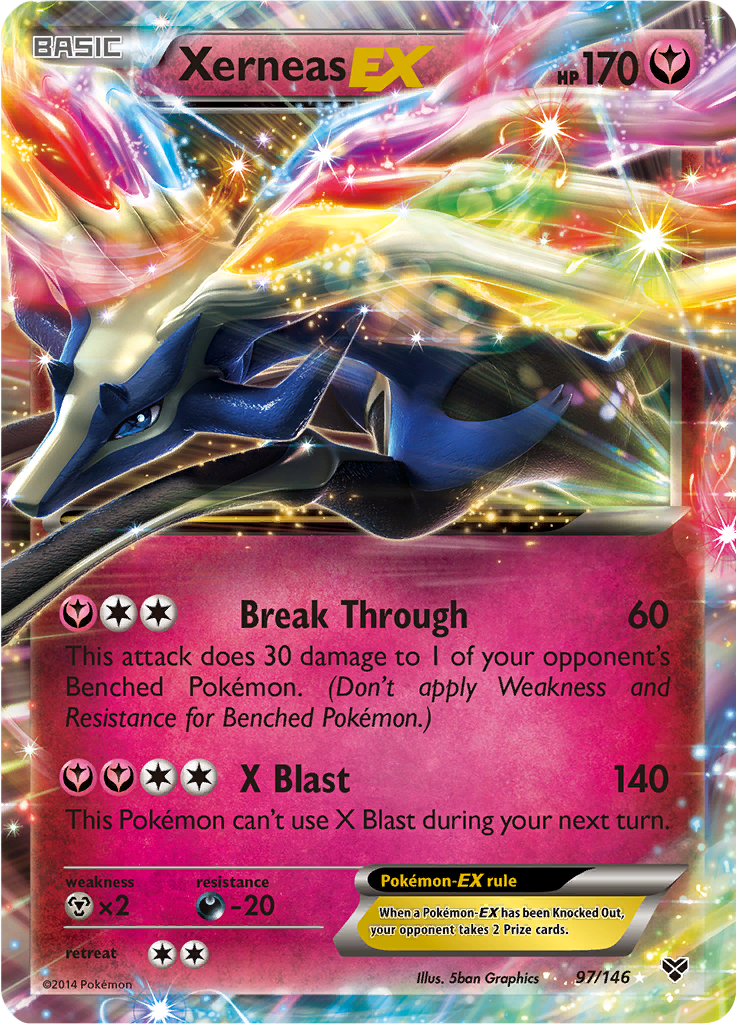 BASIC
Xerneas EX
HP 170
Break Through 60
This attack does 30 damage to 1 of your opponent's
Benched Pokémon. (Don't apply Weakness and
Resistance for Benched Pokémon.)
X Blast 140
This Pokémon can't use X Blast during your next turn.
weakness resistance
×2 -20
retreat
Pokémon-EX rule
When a Pokémon-EX has been Knocked Out,
your opponent takes 2 Prize cards.
©2014 Pokémon Illus. 5ban Graphics 97/146